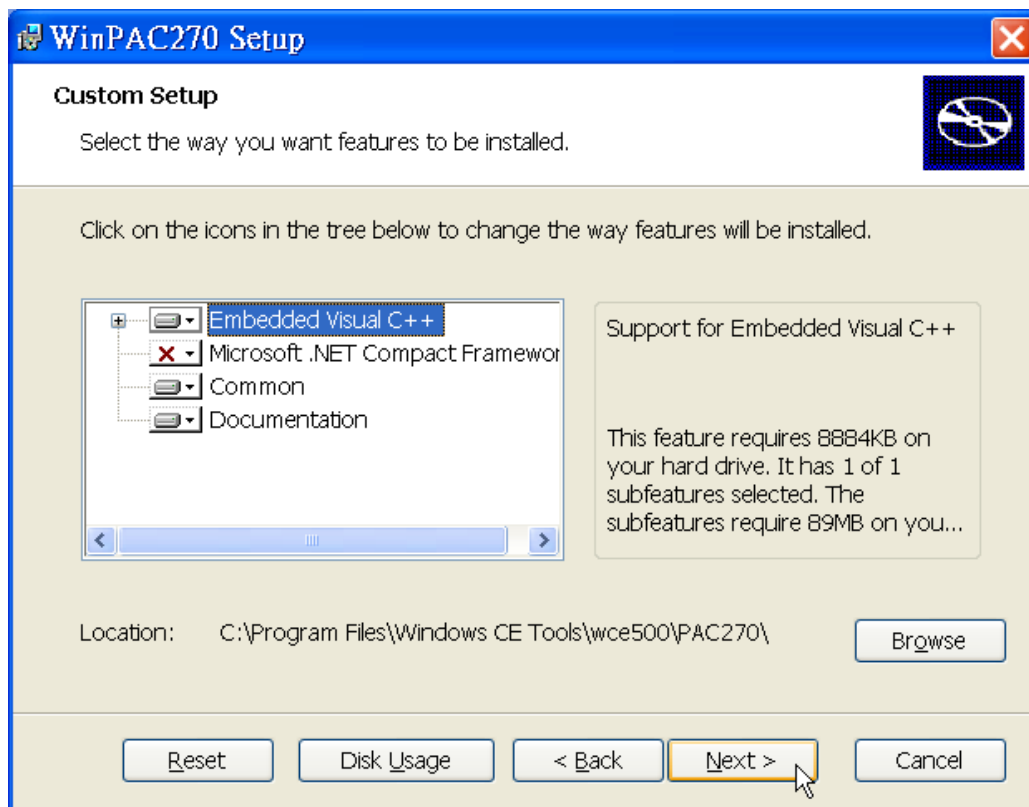 WinPAC270 Setup
Custom Setup
Select the way you want features to be installed.
Click on the icons in the tree below to change the way features will be installed.
Embedded Visual C++
Microsoft .NET Compact Framewor
Common
Documentation
Support for Embedded Visual C++
This feature requires 8884KB on
your hard drive. It has 1 of 1
subfeatures selected. The
subfeatures require 89MB on you...
Location: C:\Program Files\Windows CE Tools\wce500\PAC270\
Browse
Reset Disk Usage < Back Next > Cancel